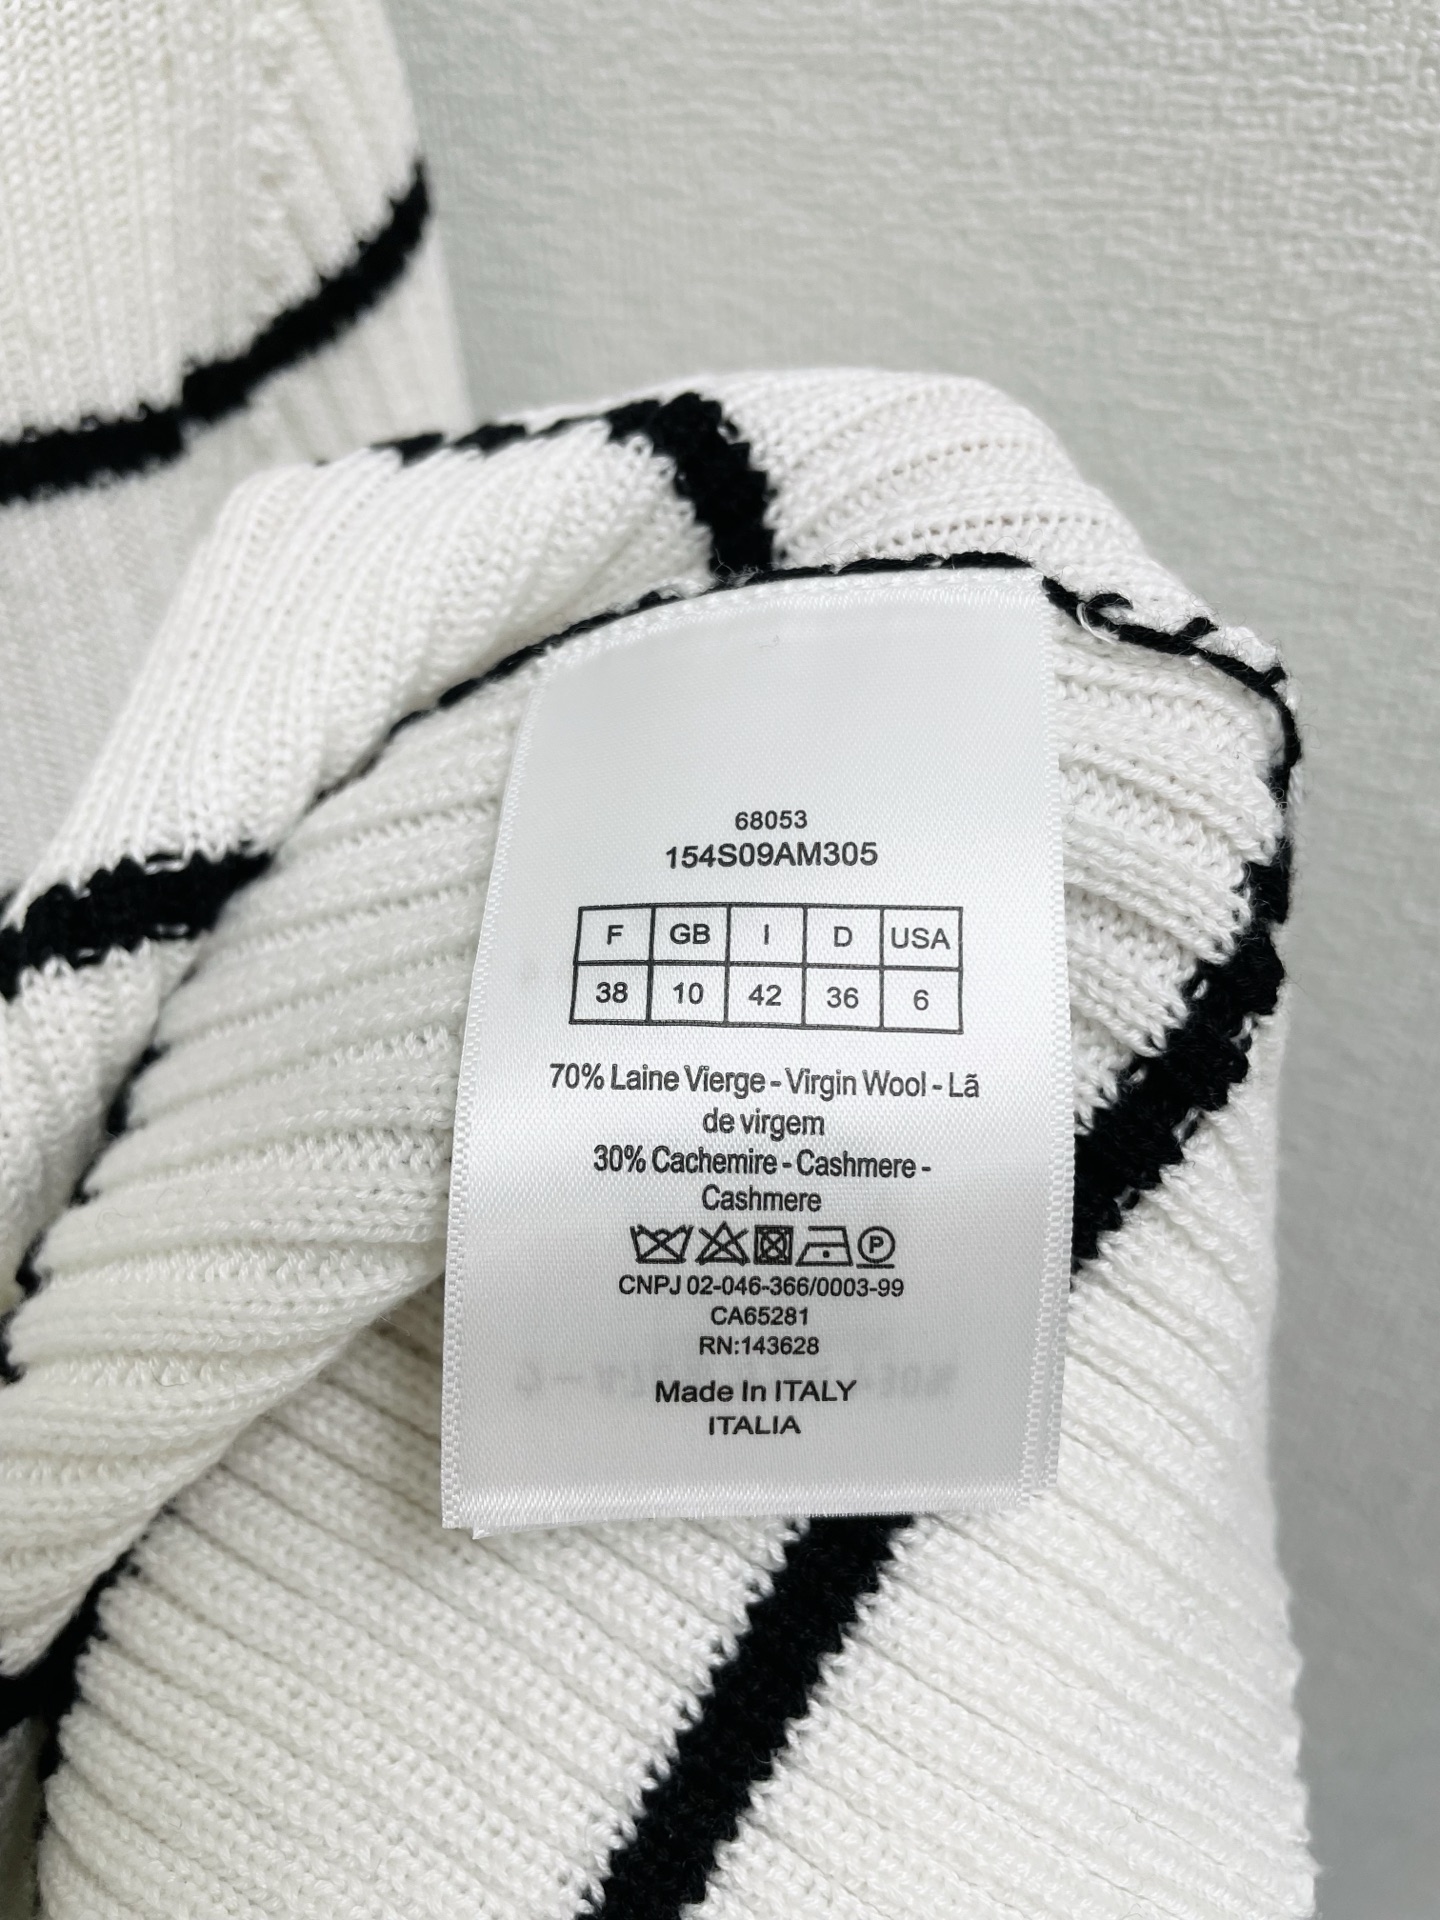 68053
154S09AM305
F GB I D USA
38 10 42 36 6
70% Laine Vierge - Virgin Wool - Lã
de virgem
30% Cachemire - Cashmere -
Cashmere
P
CNPJ 02-046-366/0003-99
CA65281
RN:143628
Made In ITALY
ITALIA